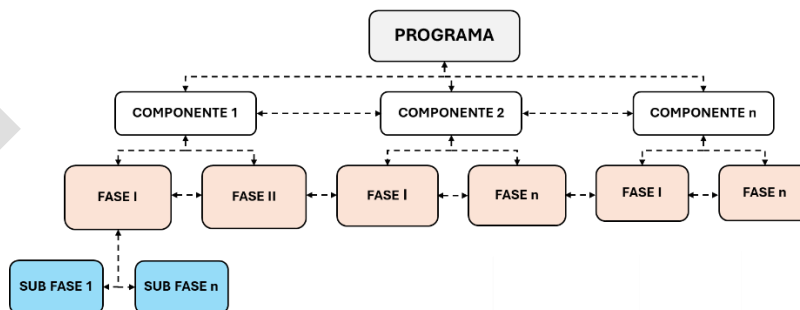 PROGRAMA
COMPONENTE 1
COMPONENTE 2
COMPONENTE n
FASE I
FASE II
FASE I
FASE n
FASE I
FASE n
SUB FASE 1
SUB FASE n